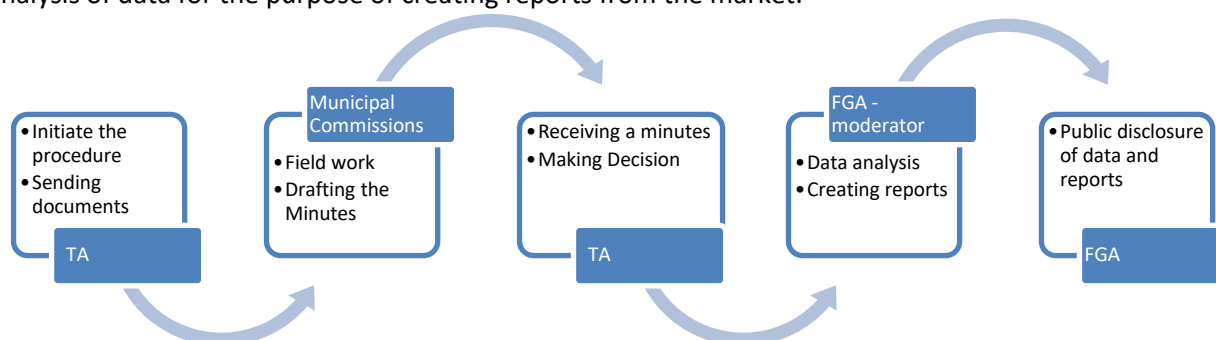 nalysis of data for the purpose of creating reports from the market.
• Initiate the
procedure
• Sending
documents
TA
Municipal
Commissions
• Field work
• Drafting the
Minutes
• Receiving a minutes
• Making Decision
TA
FGA -
moderator
• Data analysis
• Creating reports
• Public disclosure
of data and
reports
FGA